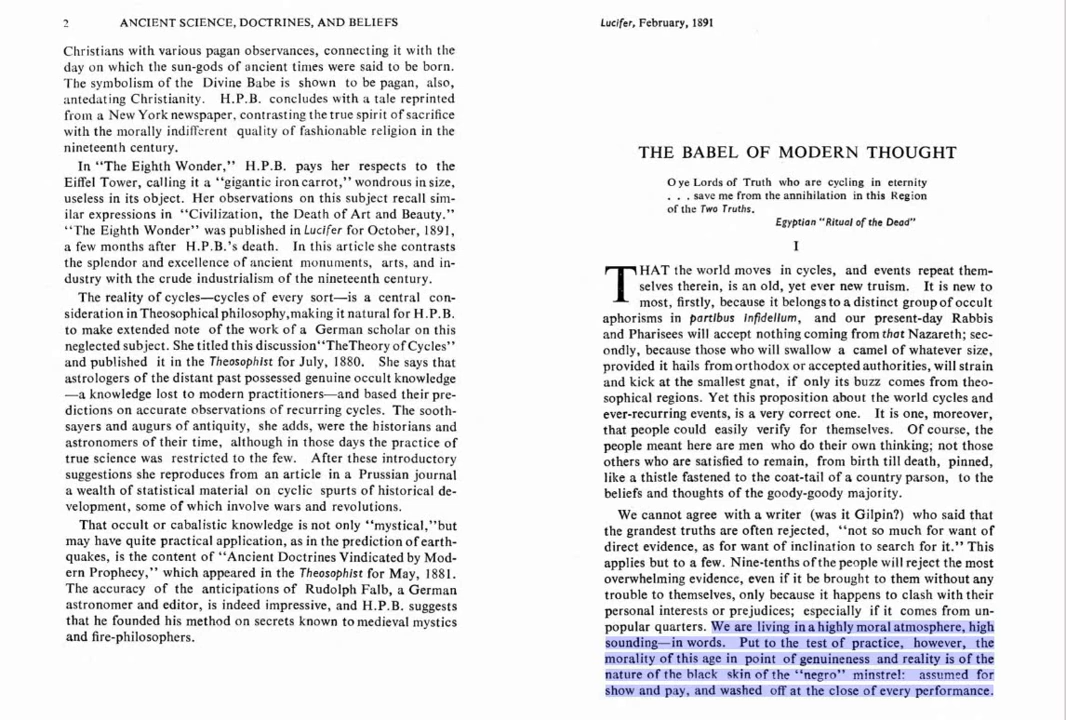 2 ANCIENT SCIENCE, DOCTRINES, AND BELIEFS
Christians with various pagan observances, connecting it with the
day on which the sun-gods of ancient times were said to be born.
The symbolism of the Divine Babe is shown to be pagan, also,
antedating Christianity. H.P.B. concludes with a tale reprinted
from a New York newspaper, contrasting the true spirit of sacrifice
with the morally indifferent quality of fashionable religion in the
nineteenth century.
In “The Eighth Wonder,” H.P.B. pays her respects to the
Eiffel Tower, calling it a “gigantic iron carrot,” wondrous in size,
useless in its object. Her observations on this subject recall sim-
ilar expressions in “Civilization, the Death of Art and Beauty.”
“The Eighth Wonder” was published in Lucifer for October, 1891,
a few months after H.P.B.'s death. In this article she contrasts
the splendor and excellence of ancient monuments, arts, and in-
dustry with the crude industrialism of the nineteenth century.
The reality of cycles—cycles of every sort—is a central con-
sideration in Theosophical philosophy,making it natural for H.P.B.
to make extended note of the work of a German scholar on this
neglected subject. She titled this discussion“TheTheory of Cycles”
and published it in the Theosophist for July, 1880. She says that
astrologers of the distant past possessed genuine occult knowledge
—a knowledge lost to modern practitioners—and based their pre-
dictions on accurate observations of recurring cycles. The sooth-
sayers and augurs of antiquity, she adds, were the historians and
astronomers of their time, although in those days the practice of
true science was restricted to the few. After these introductory
suggestions she reproduces from an article in a Prussian journal
a wealth of statistical material on cyclic spurts of historical de-
velopment, some of which involve wars and revolutions.
That occult or cabalistic knowledge is not only “mystical,”but
may have quite practical application, as in the prediction of earth-
quakes, is the content of “Ancient Doctrines Vindicated by Mod-
ern Prophecy,” which appeared in the Theosophist for May, 1881.
The accuracy of the anticipations of Rudolph Falb, a German
astronomer and editor, is indeed impressive, and H.P.B. suggests
that he founded his method on secrets known to medieval mystics
and fire-philosophers.
Lucifer, February, 1891
THE BABEL OF MODERN THOUGHT
O ye Lords of Truth who are cycling in eternity
. . . save me from the annihilation in this Region
of the Two Truths.
Egyptian “Ritual of the Dead”
I
THAT the world moves in cycles, and events repeat them-
selves therein, is an old, yet ever new truism. It is new to
most, firstly, because it belongs to a distinct group of occult
aphorisms in partibus infidelium, and our present-day Rabbis
and Pharisees will accept nothing coming from that Nazareth; sec-
ondly, because those who will swallow a camel of whatever size,
provided it hails from orthodox or accepted authorities, will strain
and kick at the smallest gnat, if only its buzz comes from theo-
sophical regions. Yet this proposition about the world cycles and
ever-recurring events, is a very correct one. It is one, moreover,
that people could easily verify for themselves. Of course, the
people meant here are men who do their own thinking; not those
others who are satisfied to remain, from birth till death, pinned,
like a thistle fastened to the coat-tail of a country parson, to the
beliefs and thoughts of the goody-goody majority.
We cannot agree with a writer (was it Gilpin?) who said that
the grandest truths are often rejected, “not so much for want of
direct evidence, as for want of inclination to search for it.” This
applies but to a few. Nine-tenths of the people will reject the most
overwhelming evidence, even if it be brought to them without any
trouble to themselves, only because it happens to clash with their
personal interests or prejudices; especially if it comes from un-
popular quarters. We are living in a highly moral atmosphere, high
sounding—in words. Put to the test of practice, however, the
morality of this age in point of genuineness and reality is of the
nature of the black skin of the “negro” minstrel: assumed for
show and pay, and washed off at the close of every performance.